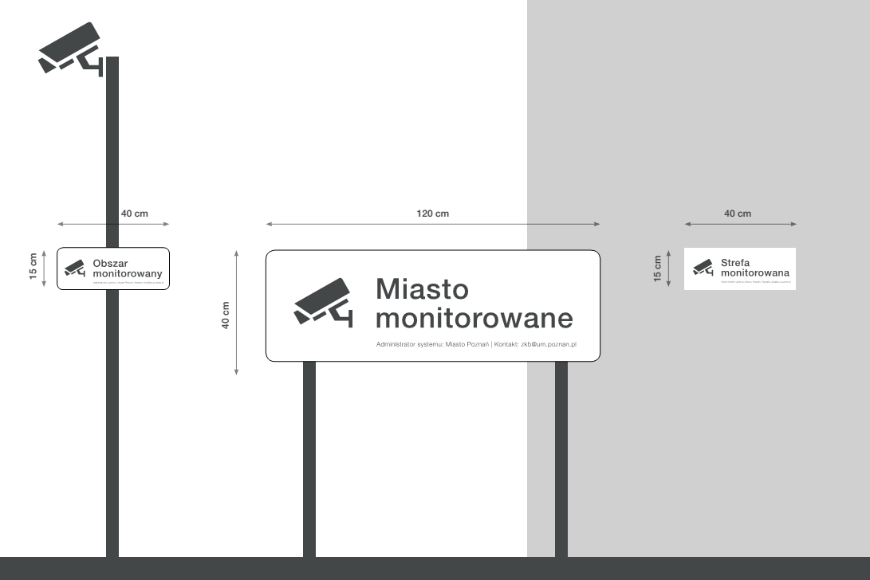 40 cm
15 cm
Obszar
monitorowany
120 cm
40 cm
Miasto
monitorowane
Administrator systemu: Miasto Poznań | Kontakt: zkb@um.poznan.pl
40 cm
15 cm
Strefa
monitorowana